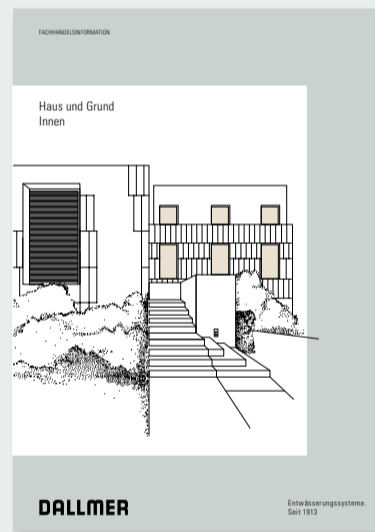 FACHHANDELSINFORMATION
Haus und Grund
Innen
DALLMER
Entwässerungssysteme.
Seit 1913